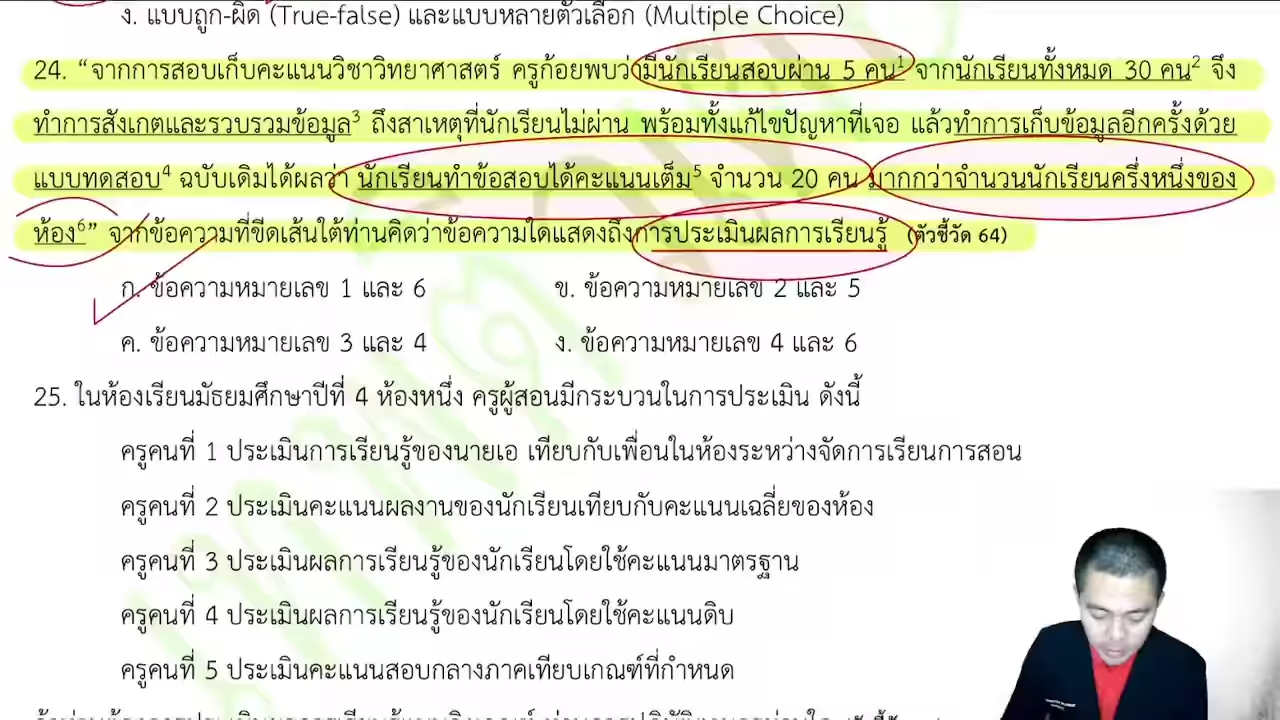 ง. แบบถูก-ผิด (True-false) และแบบหลายตัวเลือก (Multiple Choice)
24. “จากการสอบเก็บคะแนนวิชาวิทยาศาสตร์ ครูก้อยพบว่ามีนักเรียนสอบผ่าน 5 คน¹ จากนักเรียนทั้งหมด 30 คน² จึง
ทำการสังเกตและรวบรวมข้อมูล³ ถึงสาเหตุที่นักเรียนไม่ผ่าน พร้อมทั้งแก้ไขปัญหาที่เจอ แล้วทำการเก็บข้อมูลอีกครั้งด้วย
แบบทดสอบ⁴ ฉบับเดิมได้ผลว่า นักเรียนทำข้อสอบได้คะแนนเต็ม⁵ จำนวน 20 คน มากกว่าจำนวนนักเรียนครึ่งหนึ่งของ
ห้อง⁶” จากข้อความที่ขีดเส้นใต้ท่านคิดว่าข้อความใดแสดงถึงการประเมินผลการเรียนรู้ (ตัวชี้วัด 64)
ก. ข้อความหมายเลข 1 และ 6 ข. ข้อความหมายเลข 2 และ 5
ค. ข้อความหมายเลข 3 และ 4 ง. ข้อความหมายเลข 4 และ 6
25. ในห้องเรียนมัธยมศึกษาปีที่ 4 ห้องหนึ่ง ครูผู้สอนมีกระบวนในการประเมิน ดังนี้
ครูคนที่ 1 ประเมินการเรียนรู้ของนายเอ เทียบกับเพื่อนในห้องระหว่างจัดการเรียนการสอน
ครูคนที่ 2 ประเมินคะแนนผลงานของนักเรียนเทียบกับคะแนนเฉลี่ยของห้อง
ครูคนที่ 3 ประเมินผลการเรียนรู้ของนักเรียนโดยใช้คะแนนมาตรฐาน
ครูคนที่ 4 ประเมินผลการเรียนรู้ของนักเรียนโดยใช้คะแนนดิบ
ครูคนที่ 5 ประเมินคะแนนสอบกลางภาคเทียบเกณฑ์ที่กำหนด